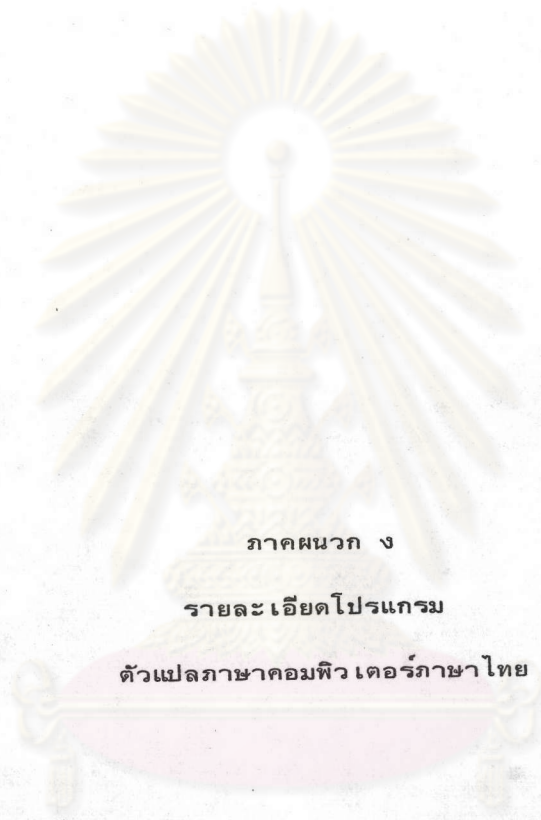 ภาคผนวก ง
รายละเอียดโปรแกรม
ตัวแปลภาษาคอมพิวเตอร์ภาษาไทย